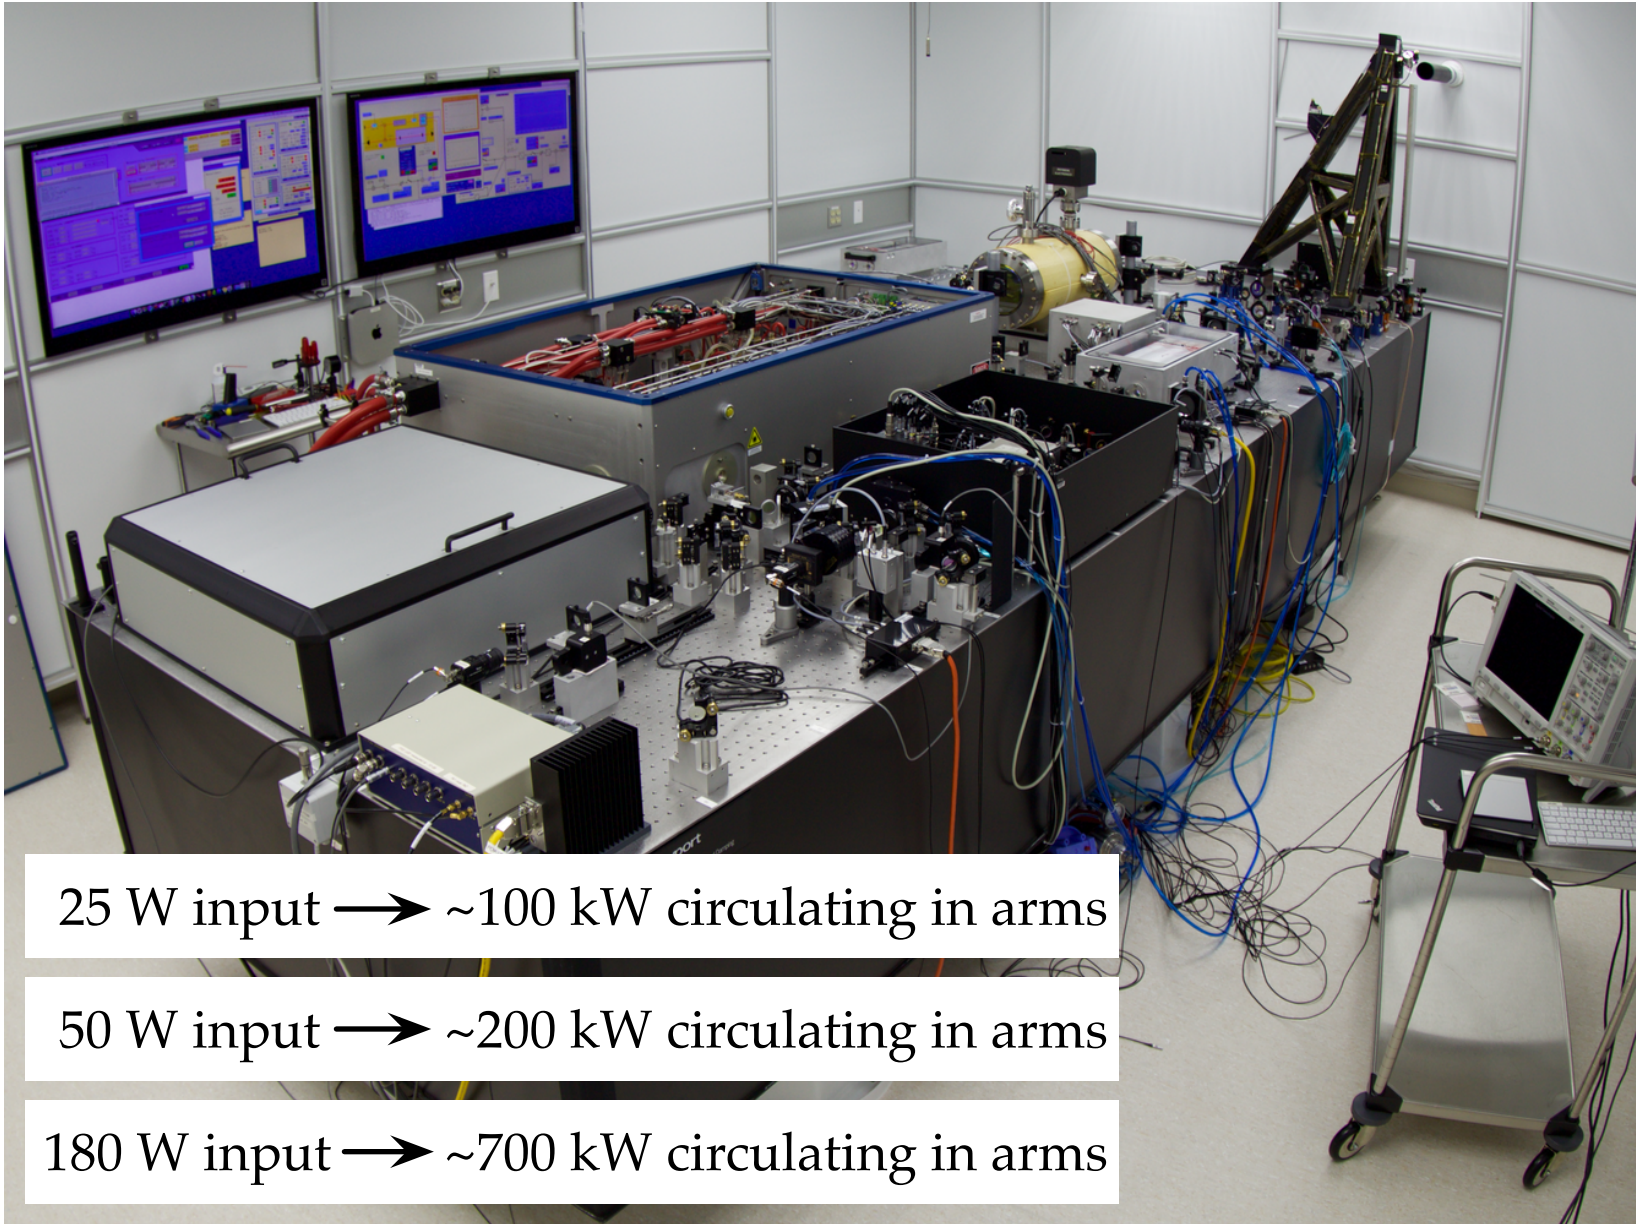 port
25 W input → ~100 kW circulating in arms
50 W input → ~200 kW circulating in arms
180 W input → ~700 kW circulating in arms